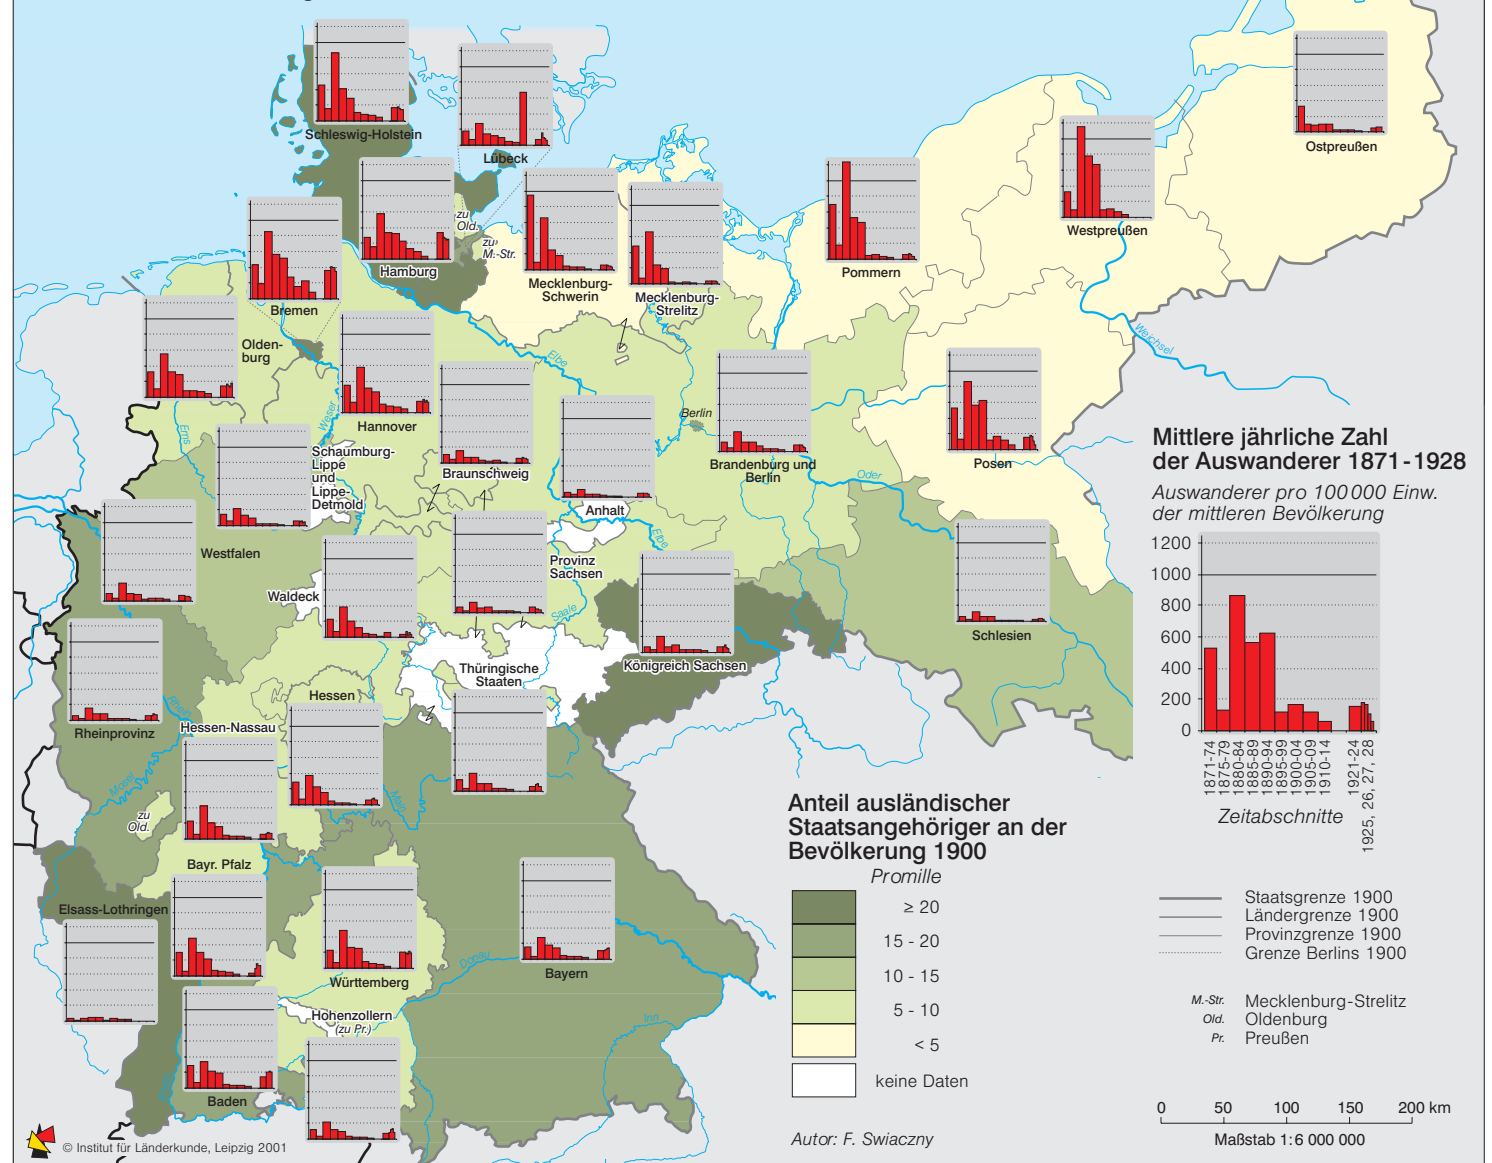 Schleswig-Holstein
Lübeck
Ostpreußen
Westpreußen
zu
Old.
zu
M.-Str.
Hamburg
Pommern
Mecklenburg-
Schwerin
Mecklenburg-
Strelitz
Bremen
Oldenburg
Elbe
Weichsel
Weser
Ems
Hannover
Berlin
Schaumburg-
Lippe
und
Lippe-
Detmold
Braunschweig
Brandenburg und
Berlin
Posen
Oder
Anhalt
Elbe
Westfalen
Provinz
Sachsen
Waldeck
Saale
Schlesien
Thüringische
Staaten
Königreich Sachsen
Hessen
Rhein
Hessen-Nassau
Rheinprovinz
Mosel
Main
zu
Old.
Bayr. Pfalz
Elsass-Lothringen
Donau
Bayern
Württemberg
Hohenzollern
(zu Pr.)
Inn
Baden
© Institut für Länderkunde, Leipzig 2001
Mittlere jährliche Zahl
der Auswanderer 1871-1928
Auswanderer pro 100000 Einw.
der mittleren Bevölkerung
1200
1000
800
600
400
200
0
1871-74
1875-79
1880-84
1885-89
1890-94
1895-99
1900-04
1905-09
1910-14
1921-24
1925, 26, 27, 28
Zeitabschnitte
Anteil ausländischer
Staatsangehöriger an der
Bevölkerung 1900
Promille
≥ 20
15 - 20
10 - 15
5 - 10
< 5
keine Daten
Autor: F. Swiaczny
Staatsgrenze 1900
Ländergrenze 1900
Provinzgrenze 1900
Grenze Berlins 1900
M.-Str. Mecklenburg-Strelitz
Old. Oldenburg
Pr. Preußen
0 50 100 150 200 km
Maßstab 1:6 000 000